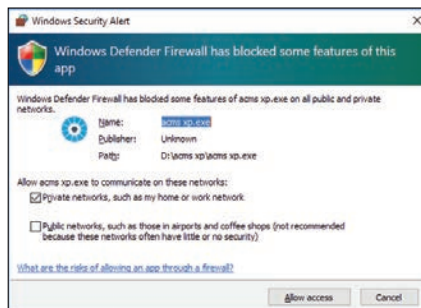 Windows Security Alert
Windows Defender Firewall has blocked some features of this
app
Windows Defender Firewall has blocked some features of acms xp.exe on all public and private
networks.
Name: acms xp.exe
Publisher: Unknown
Path: D:\acms xp\acms xp.exe
Allow acms xp.exe to communicate on these networks:
Private networks, such as my home or work network
Public networks, such as those in airports and coffee shops (not recommended
because these networks often have little or no security)
What are the risks of allowing an app through a firewall?
Allow access Cancel